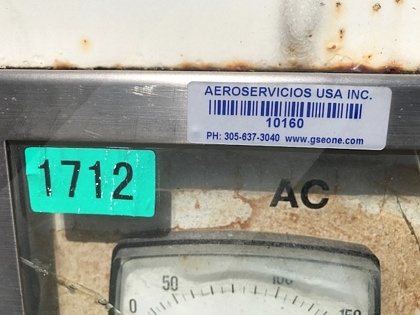 AEROSERVICIOS USA INC.
10160
PH: 305-637-3040 www.gseone.com
1712
AC
50 100
0 150